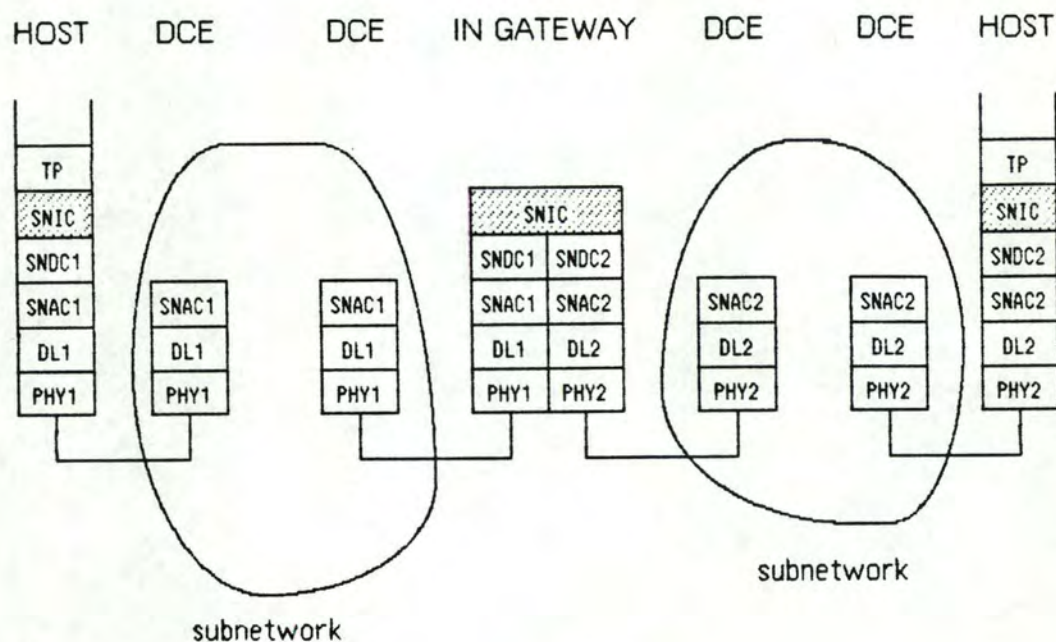 HOST DCE DCE IN GATEWAY DCE DCE HOST
TP
SNIC
SNDC1
SNAC1
DL1
PHY1
SNAC1
DL1
PHY1
SNAC1
DL1
PHY1
SNIC
SNDC1 SNDC2
SNAC1 SNAC2
DL1 DL2
PHY1 PHY2
SNAC2
DL2
PHY2
SNAC2
DL2
PHY2
TP
SNIC
SNDC2
SNAC2
DL2
PHY2
subnetwork
subnetwork